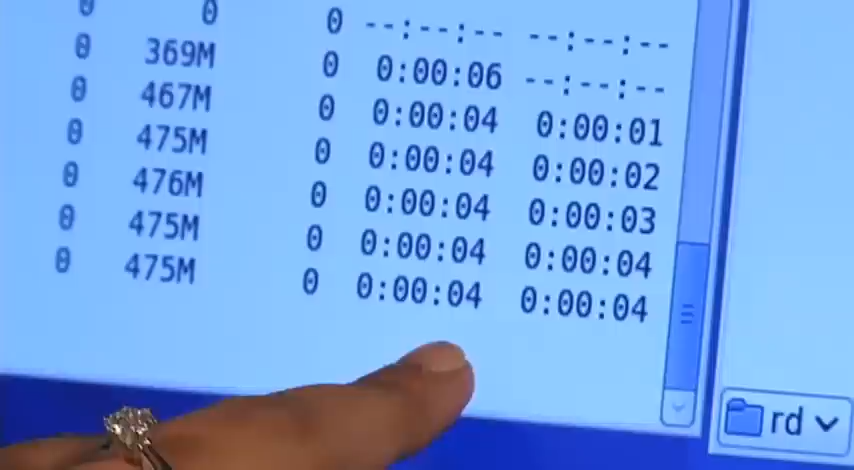 0 0 0 --:--:-- --:--:--
0 369M 0 0:00:06 --:--:--
0 467M 0 0:00:04 0:00:01
0 475M 0 0:00:04 0:00:02
0 476M 0 0:00:04 0:00:03
0 475M 0 0:00:04 0:00:04
0 475M 0 0:00:04 0:00:04
rd